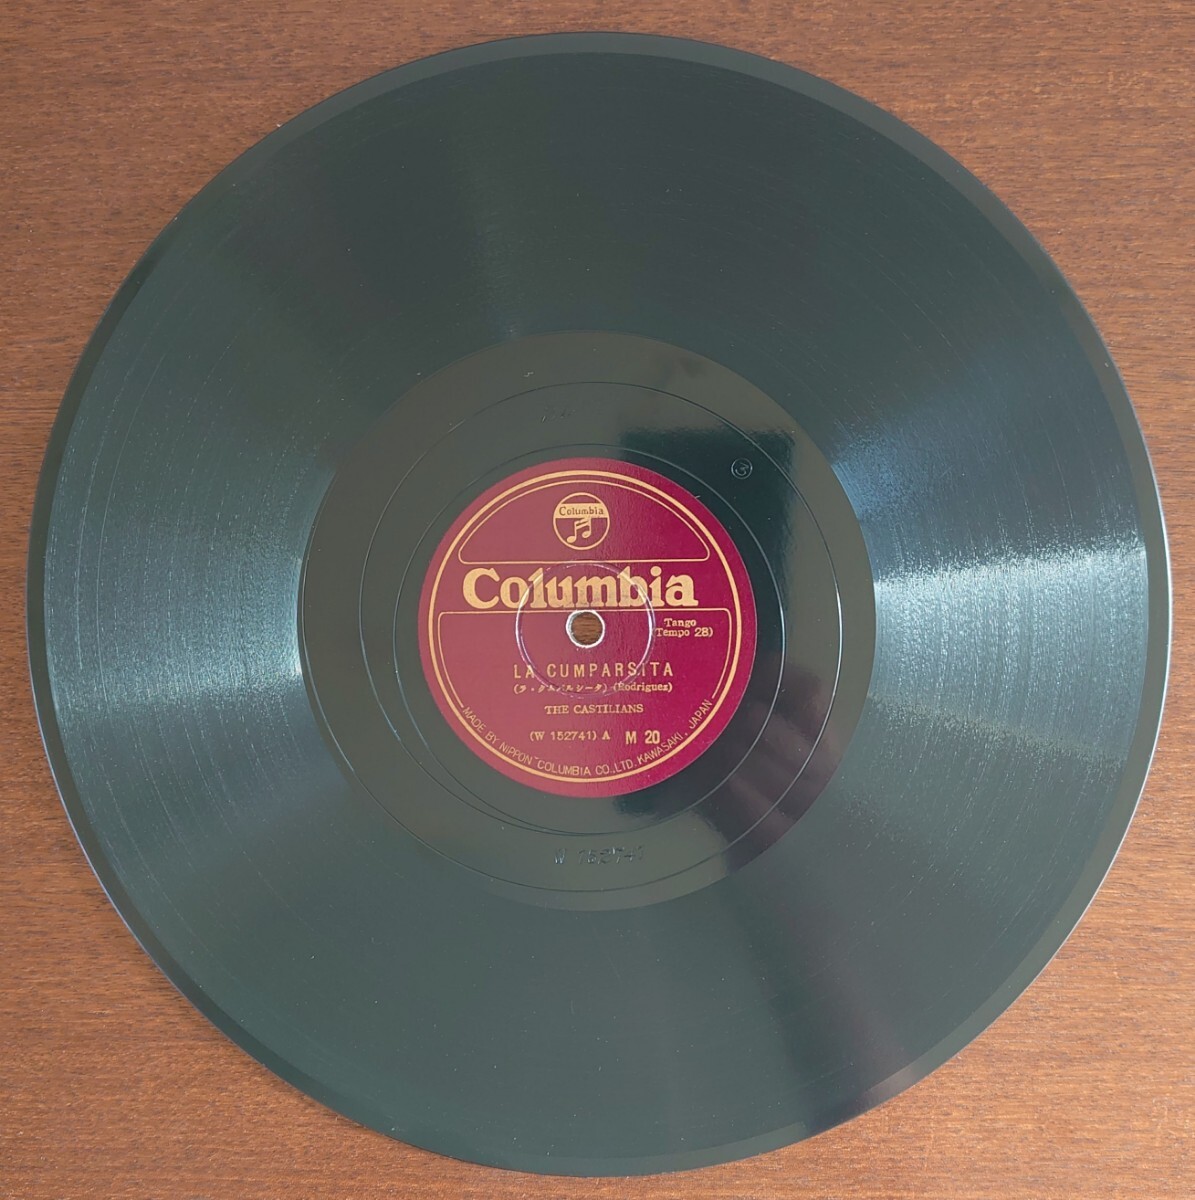 Columbia
Columbia
Tango
(Tempo 28)
LA CUMPARSITA
(ラ・クムパルシータ) (Rodriguez)
THE CASTILIANS
(W 152741) A M 20
MADE BY NIPPON COLUMBIA CO., LTD. KAWASAKI, JAPAN
W 152741